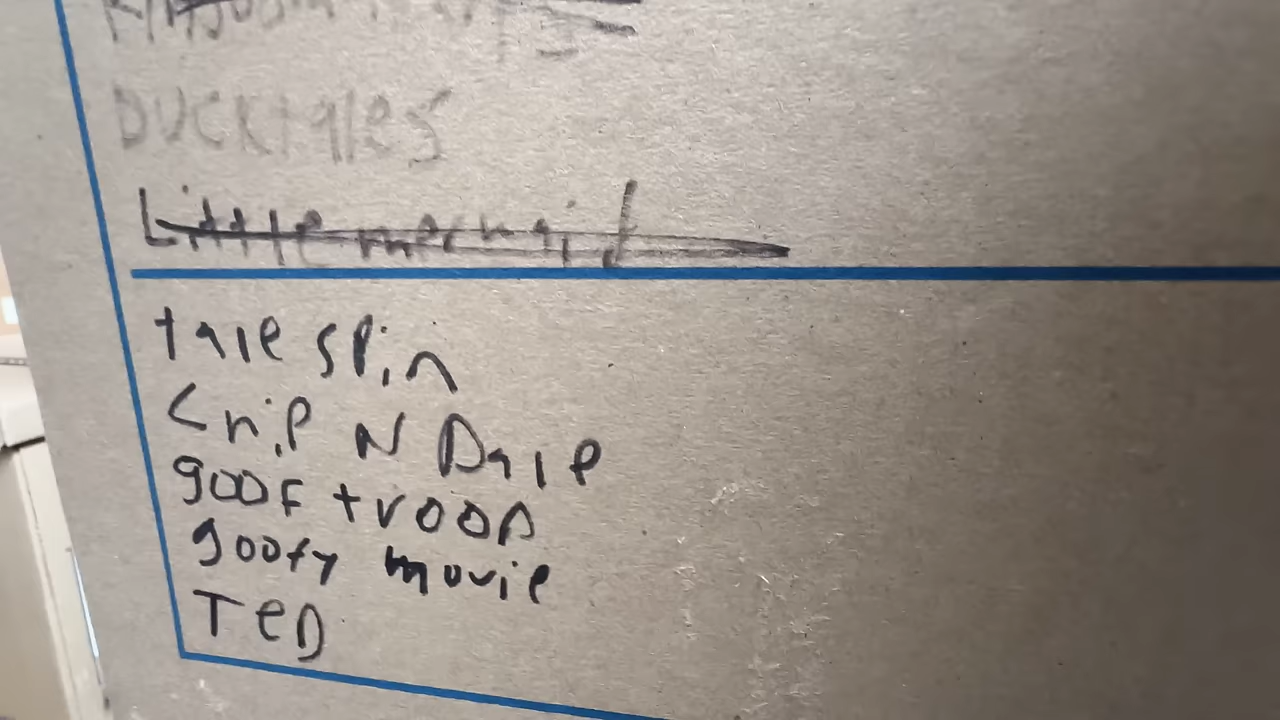 DUCKtales
Little mermaid
tale spin
Chip N Dale
gooF troop
goofy movie
TeD